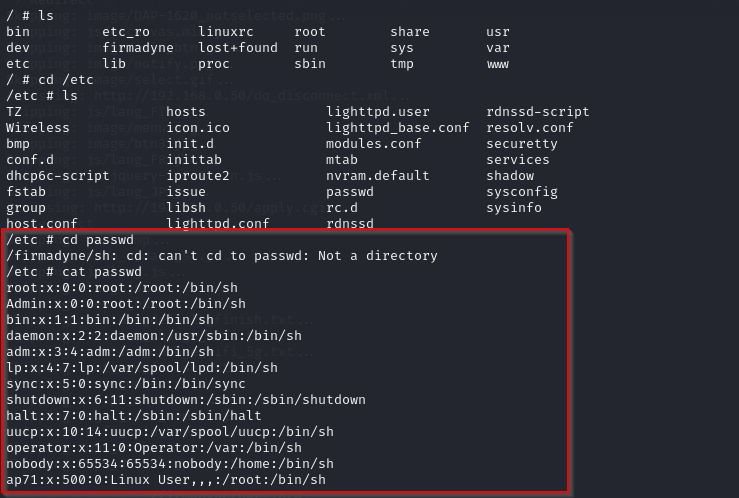 / # ls
bin etc_ro linuxrc root share usr
dev firmadyne lost+found run sys var
etc lib proc sbin tmp www
/ # cd /etc
/etc # ls
TZ hosts lighttpd.user rdnssd-script
Wireless icon.ico lighttpd_base.conf resolv.conf
bmp init.d modules.conf securetty
conf.d inittab mtab services
dhcp6c-script iproute2 nvram.default shadow
fstab issue passwd sysconfig
group libsh rc.d sysinfo
host.conf lighttpd.conf rdnssd
/etc # cd passwd
/firmadyne/sh: cd: can't cd to passwd: Not a directory
/etc # cat passwd
root:x:0:0:root:/root:/bin/sh
Admin:x:0:0:root:/root:/bin/sh
bin:x:1:1:bin:/bin:/bin/sh
daemon:x:2:2:daemon:/usr/sbin:/bin/sh
adm:x:3:4:adm:/adm:/bin/sh
lp:x:4:7:lp:/var/spool/lpd:/bin/sh
sync:x:5:0:sync:/bin:/bin/sync
shutdown:x:6:11:shutdown:/sbin:/sbin/shutdown
halt:x:7:0:halt:/sbin:/sbin/halt
uucp:x:10:14:uucp:/var/spool/uucp:/bin/sh
operator:x:11:0:Operator:/var:/bin/sh
nobody:x:65534:65534:nobody:/home:/bin/sh
ap71:x:500:0:Linux User,,,:/root:/bin/sh